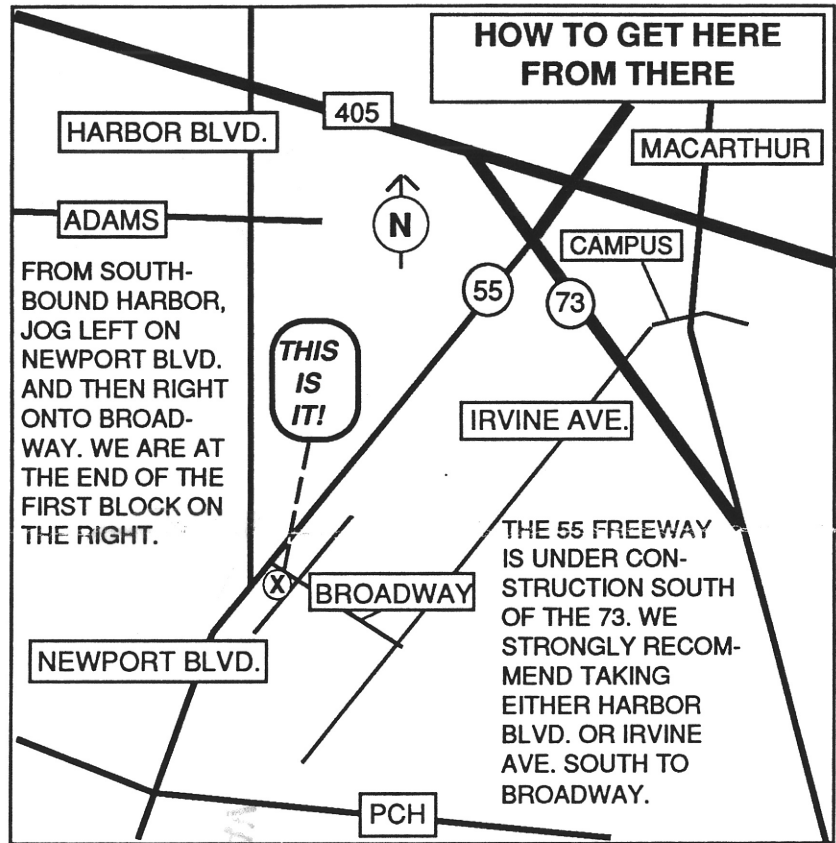 HOW TO GET HERE
FROM THERE
405
HARBOR BLVD.
MACARTHUR
ADAMS
N
CAMPUS
55
73
FROM SOUTH-
BOUND HARBOR,
JOG LEFT ON
NEWPORT BLVD.
AND THEN RIGHT
ONTO BROAD-
WAY. WE ARE AT
THE END OF THE
FIRST BLOCK ON
THE RIGHT.
THIS
IS
IT!
IRVINE AVE.
X
BROADWAY
NEWPORT BLVD.
THE 55 FREEWAY
IS UNDER CON-
STRUCTION SOUTH
OF THE 73. WE
STRONGLY RECOM-
MEND TAKING
EITHER HARBOR
BLVD. OR IRVINE
AVE. SOUTH TO
BROADWAY.
PCH